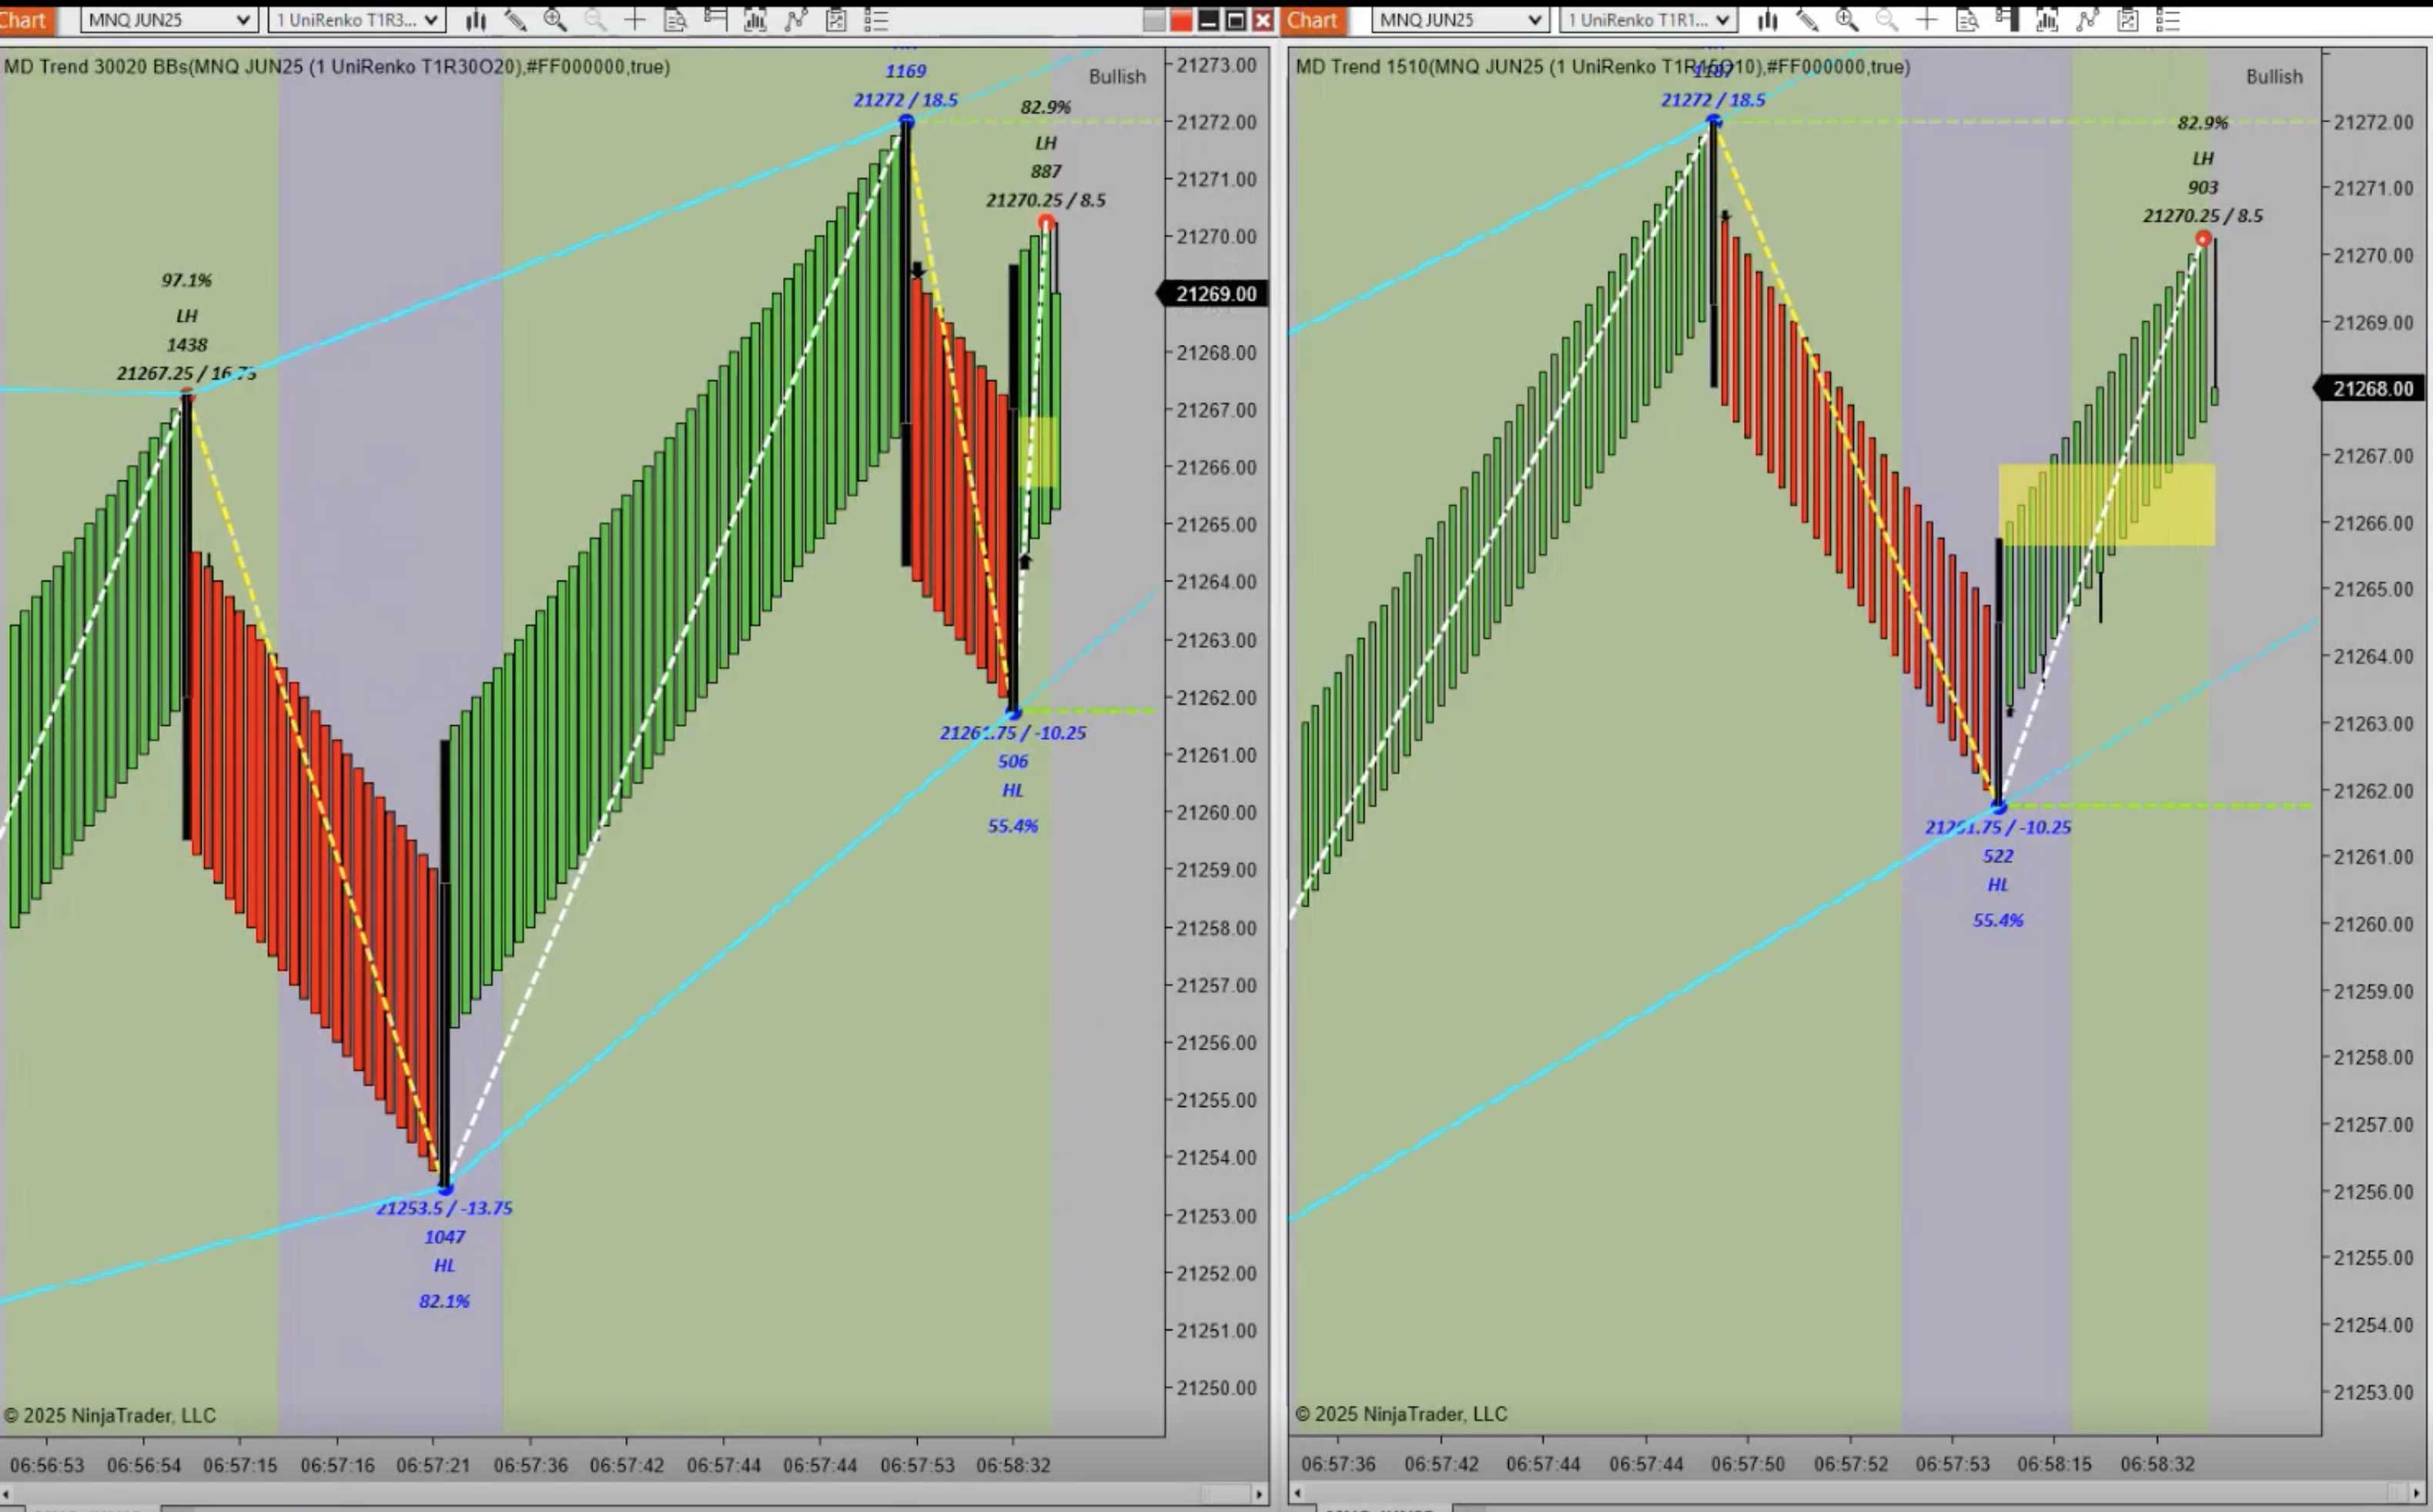 Chart
MNQ JUN25
1 UniRenko T1R3...
Chart
MNQ JUN25
1 UniRenko T1R1...
MD Trend 30020 BBs(MNQ JUN25 (1 UniRenko T1R30O20),#FF000000,true)
Bullish
1169
21272 / 18.5
82.9%
LH
887
21270.25 / 8.5
97.1%
LH
1438
21267.25 / 16.75
21261.75 / -10.25
506
HL
55.4%
21253.5 / -13.75
1047
HL
82.1%
21273.00
21272.00
21271.00
21270.00
21269.00
21268.00
21267.00
21266.00
21265.00
21264.00
21263.00
21262.00
21261.00
21260.00
21259.00
21258.00
21257.00
21256.00
21255.00
21254.00
21253.00
21252.00
21251.00
21250.00
© 2025 NinjaTrader, LLC
06:56:53 06:56:54 06:57:15 06:57:16 06:57:21 06:57:36 06:57:42 06:57:44 06:57:44 06:57:53 06:58:32
MD Trend 1510(MNQ JUN25 (1 UniRenko T1R15O10),#FF000000,true)
Bullish
1187
21272 / 18.5
82.9%
LH
903
21270.25 / 8.5
21261.75 / -10.25
522
HL
55.4%
21272.00
21271.00
21270.00
21269.00
21268.00
21267.00
21266.00
21265.00
21264.00
21263.00
21262.00
21261.00
21260.00
21259.00
21258.00
21257.00
21256.00
21255.00
21254.00
21253.00
© 2025 NinjaTrader, LLC
06:57:36 06:57:42 06:57:44 06:57:44 06:57:50 06:57:52 06:57:53 06:58:15 06:58:32